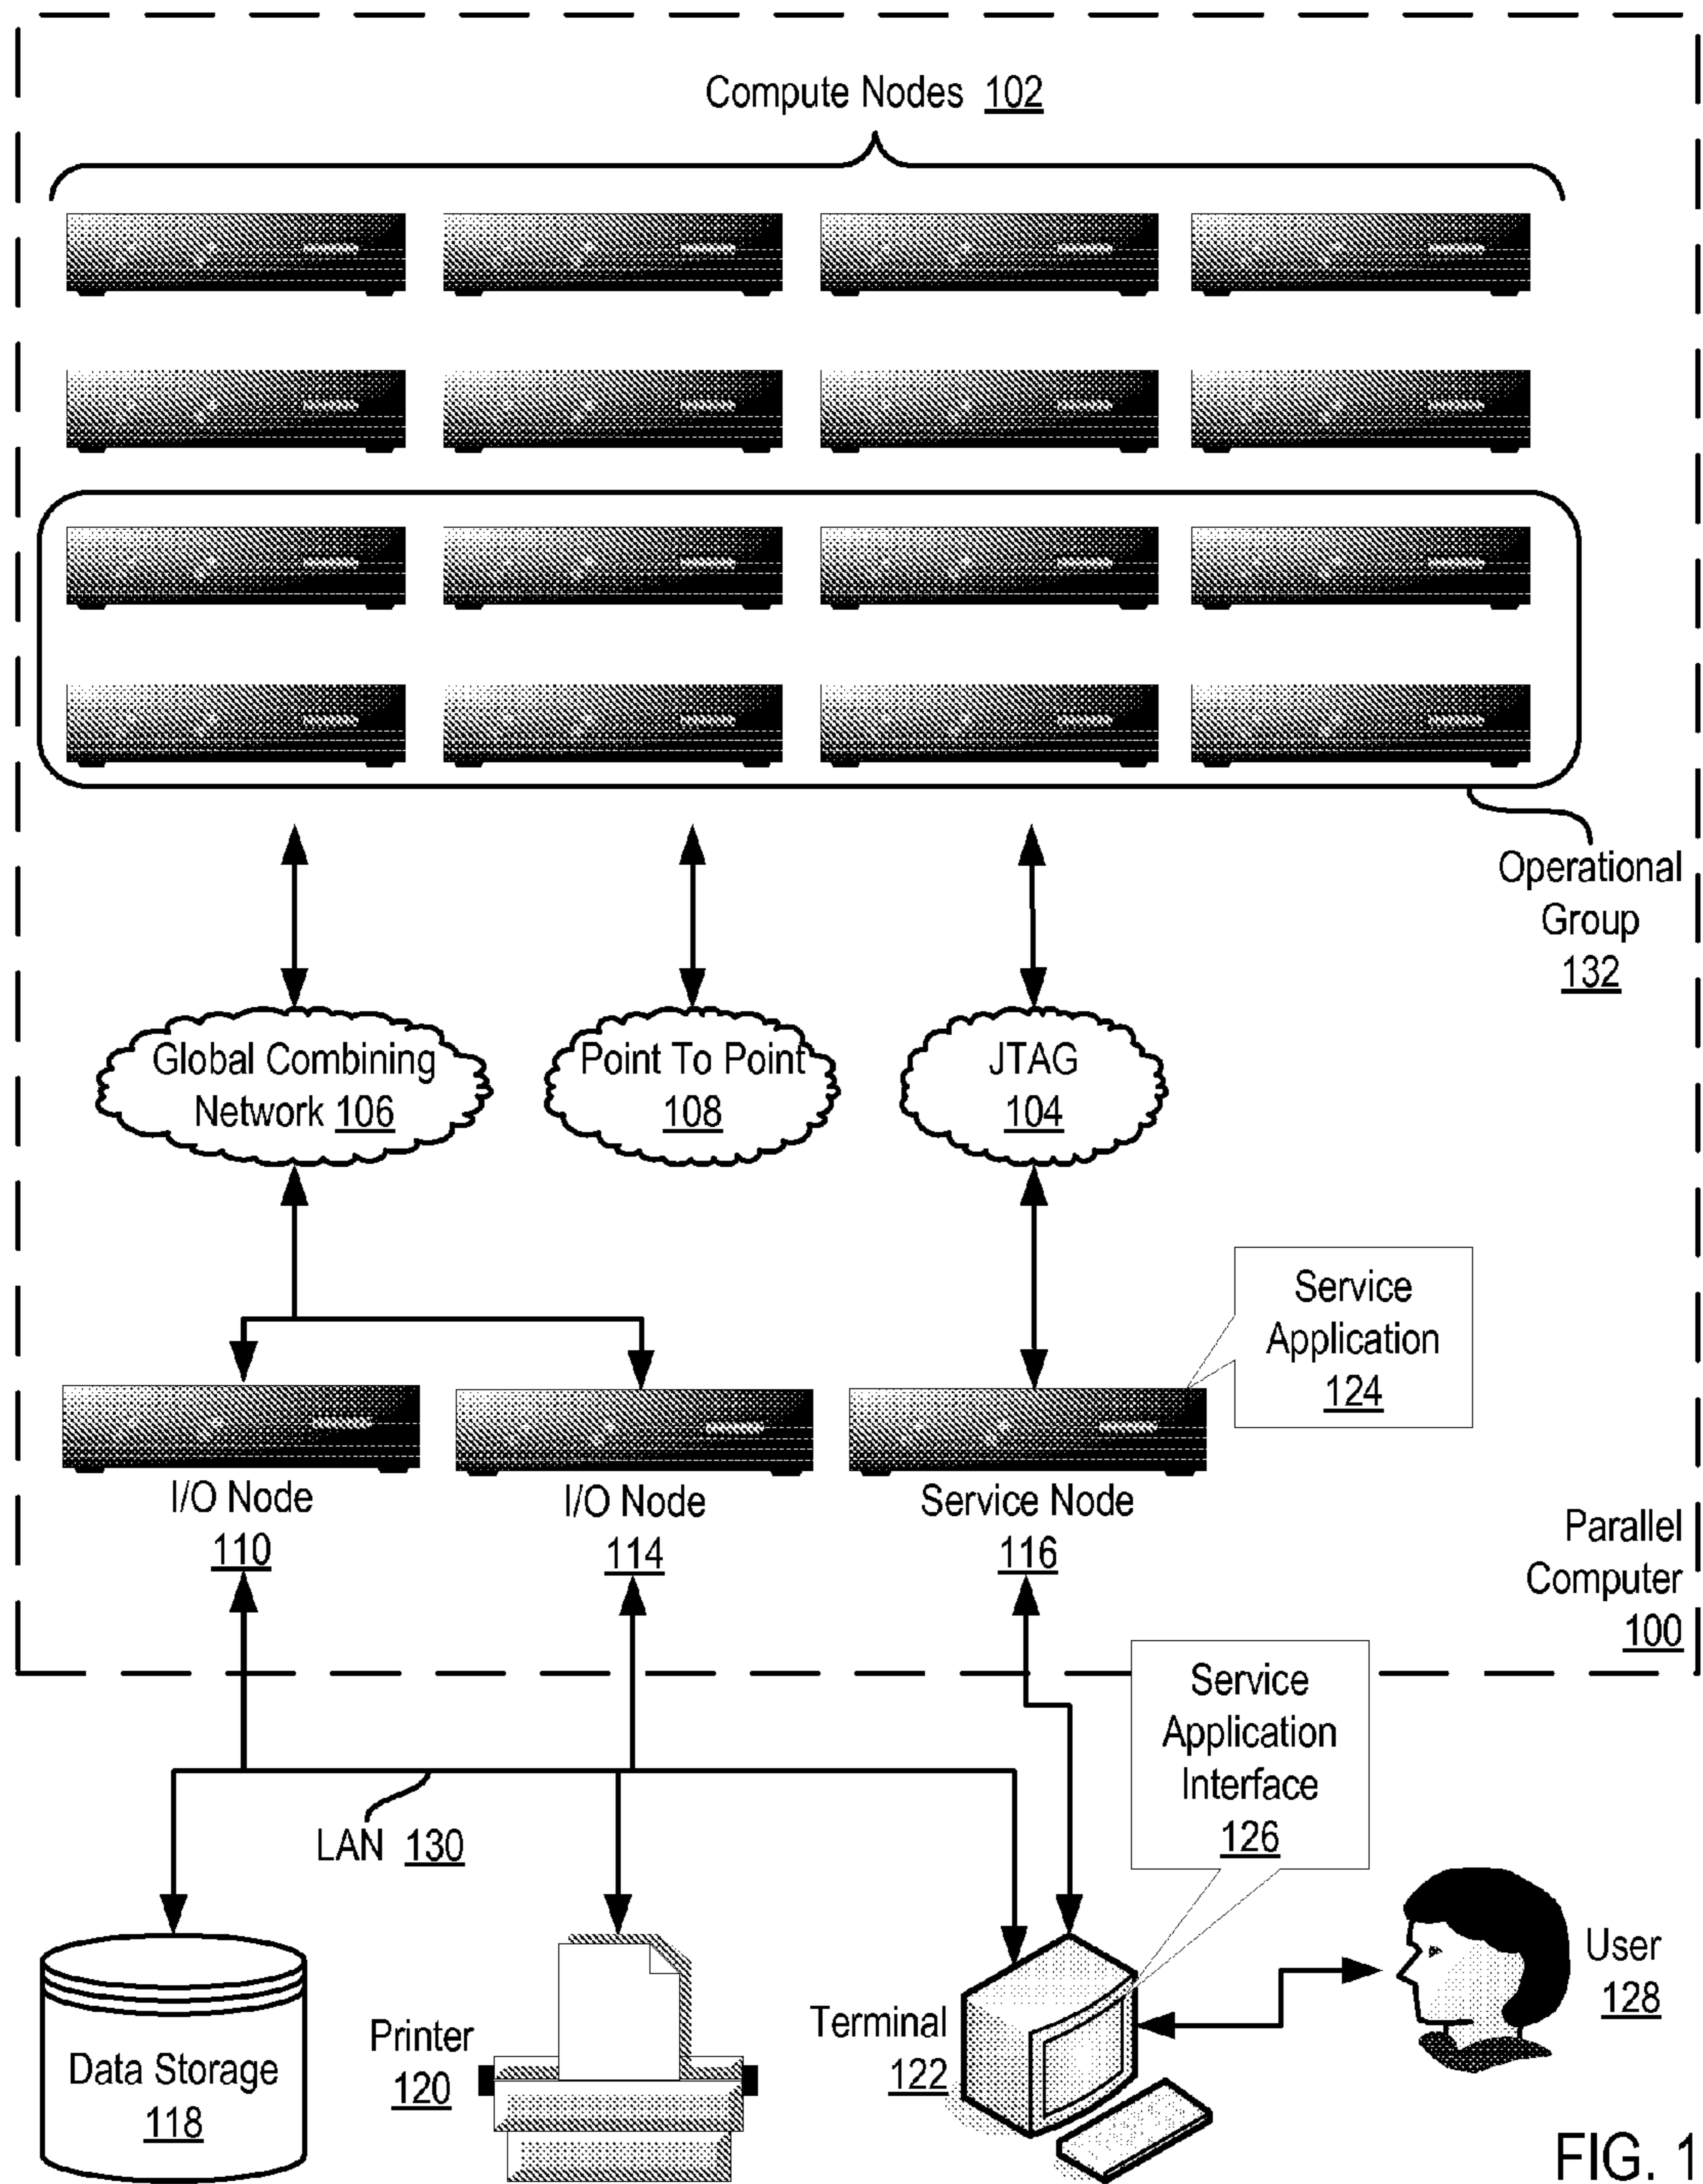 Compute Nodes 102
Operational
Group
132
Global Combining
Network 106
Point To Point
108
JTAG
104
Service
Application
124
I/O Node
110
I/O Node
114
Service Node
116
Parallel
Computer
100
Service
Application
Interface
126
LAN 130
Data Storage
118
Printer
120
Terminal
122
User
128
FIG. 1